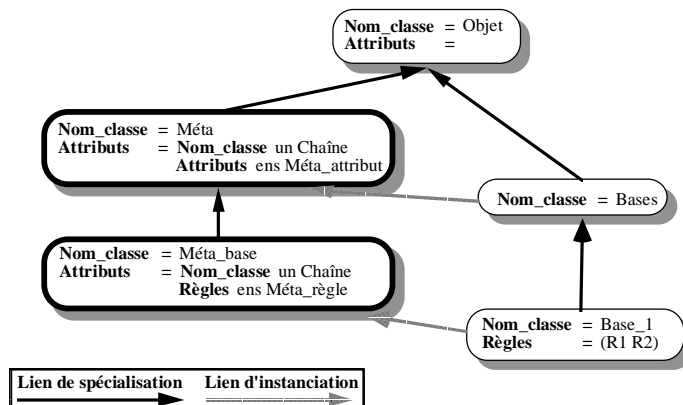 Nom_classe = Objet
Attributs =
Nom_classe = Méta
Attributs = Nom_classe un Chaîne
Attributs ens Méta_attribut
Nom_classe = Bases
Nom_classe = Méta_base
Attributs = Nom_classe un Chaîne
Règles ens Méta_règle
Nom_classe = Base_1
Règles = (R1 R2)
Lien de spécialisation Lien d'instanciation